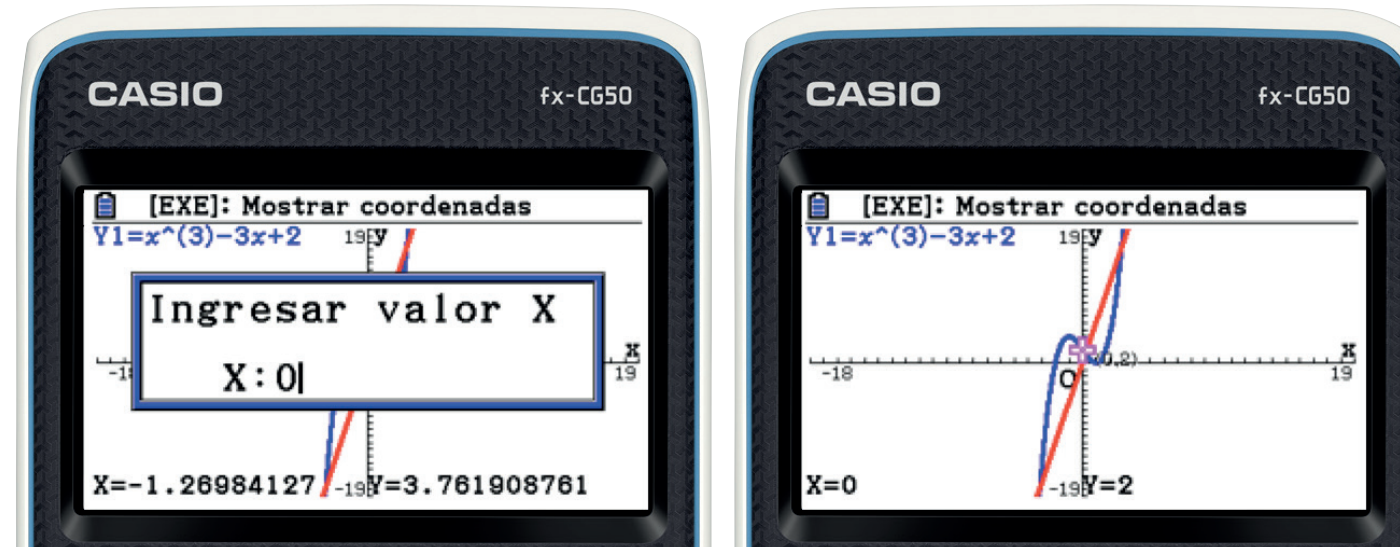 CASIO
fx-CG50
[EXE]: Mostrar coordenadas
Y1=x^(3)-3x+2
19
y
Ingresar valor X
X:0
x
-18
19
X=-1.26984127
-19
Y=3.761908761
CASIO
fx-CG50
[EXE]: Mostrar coordenadas
Y1=x^(3)-3x+2
19
y
x
(0,2)
-18
O
19
X=0
-19
Y=2